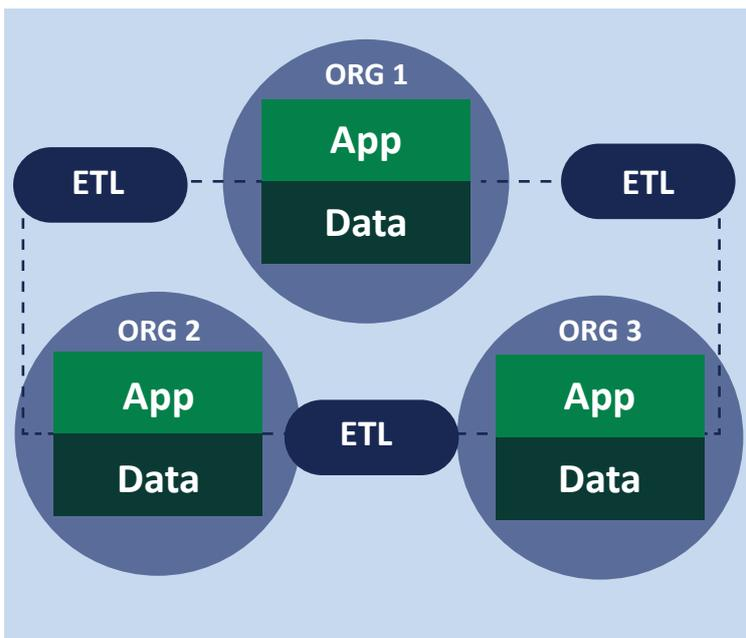 ORG 1
App
ETL
ETL
Data
ORG 2
ORG 3
App
App
ETL
Data
Data